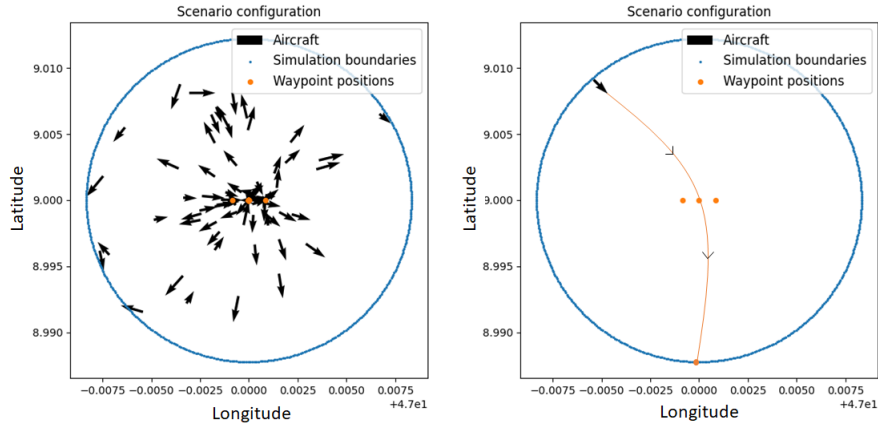 Scenario configuration
Aircraft
Simulation boundaries
Waypoint positions
9.010
9.005
9.000
8.995
8.990
Latitude
−0.0075 −0.0050 −0.0025 0.0000 0.0025 0.0050 0.0075
+4.7e1
Longitude
Scenario configuration
Aircraft
Simulation boundaries
Waypoint positions
9.010
9.005
9.000
8.995
8.990
Latitude
−0.0075 −0.0050 −0.0025 0.0000 0.0025 0.0050 0.0075
+4.7e1
Longitude